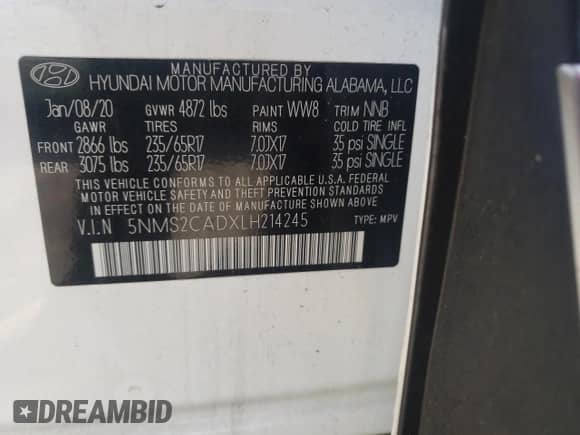 MANUFACTURED BY
HYUNDAI MOTOR MANUFACTURING ALABAMA, LLC
Jan/08/20 GVWR 4872 lbs PAINT WW8 TRIM NNB
GAWR TIRES RIMS COLD TIRE INFL
FRONT 2866 lbs 235/65R17 7.0JX17 35 psi SINGLE
REAR 3075 lbs 235/65R17 7.0JX17 35 psi SINGLE
THIS VEHICLE CONFORMS TO ALL APPLICABLE U.S.A. FEDERAL
MOTOR VEHICLE SAFETY AND THEFT PREVENTION STANDARDS
IN EFFECT ON THE DATE OF MANUFACTURE SHOWN ABOVE.
V.I.N 5NMS2CADXLH214245 TYPE: MPV
DREAMBID